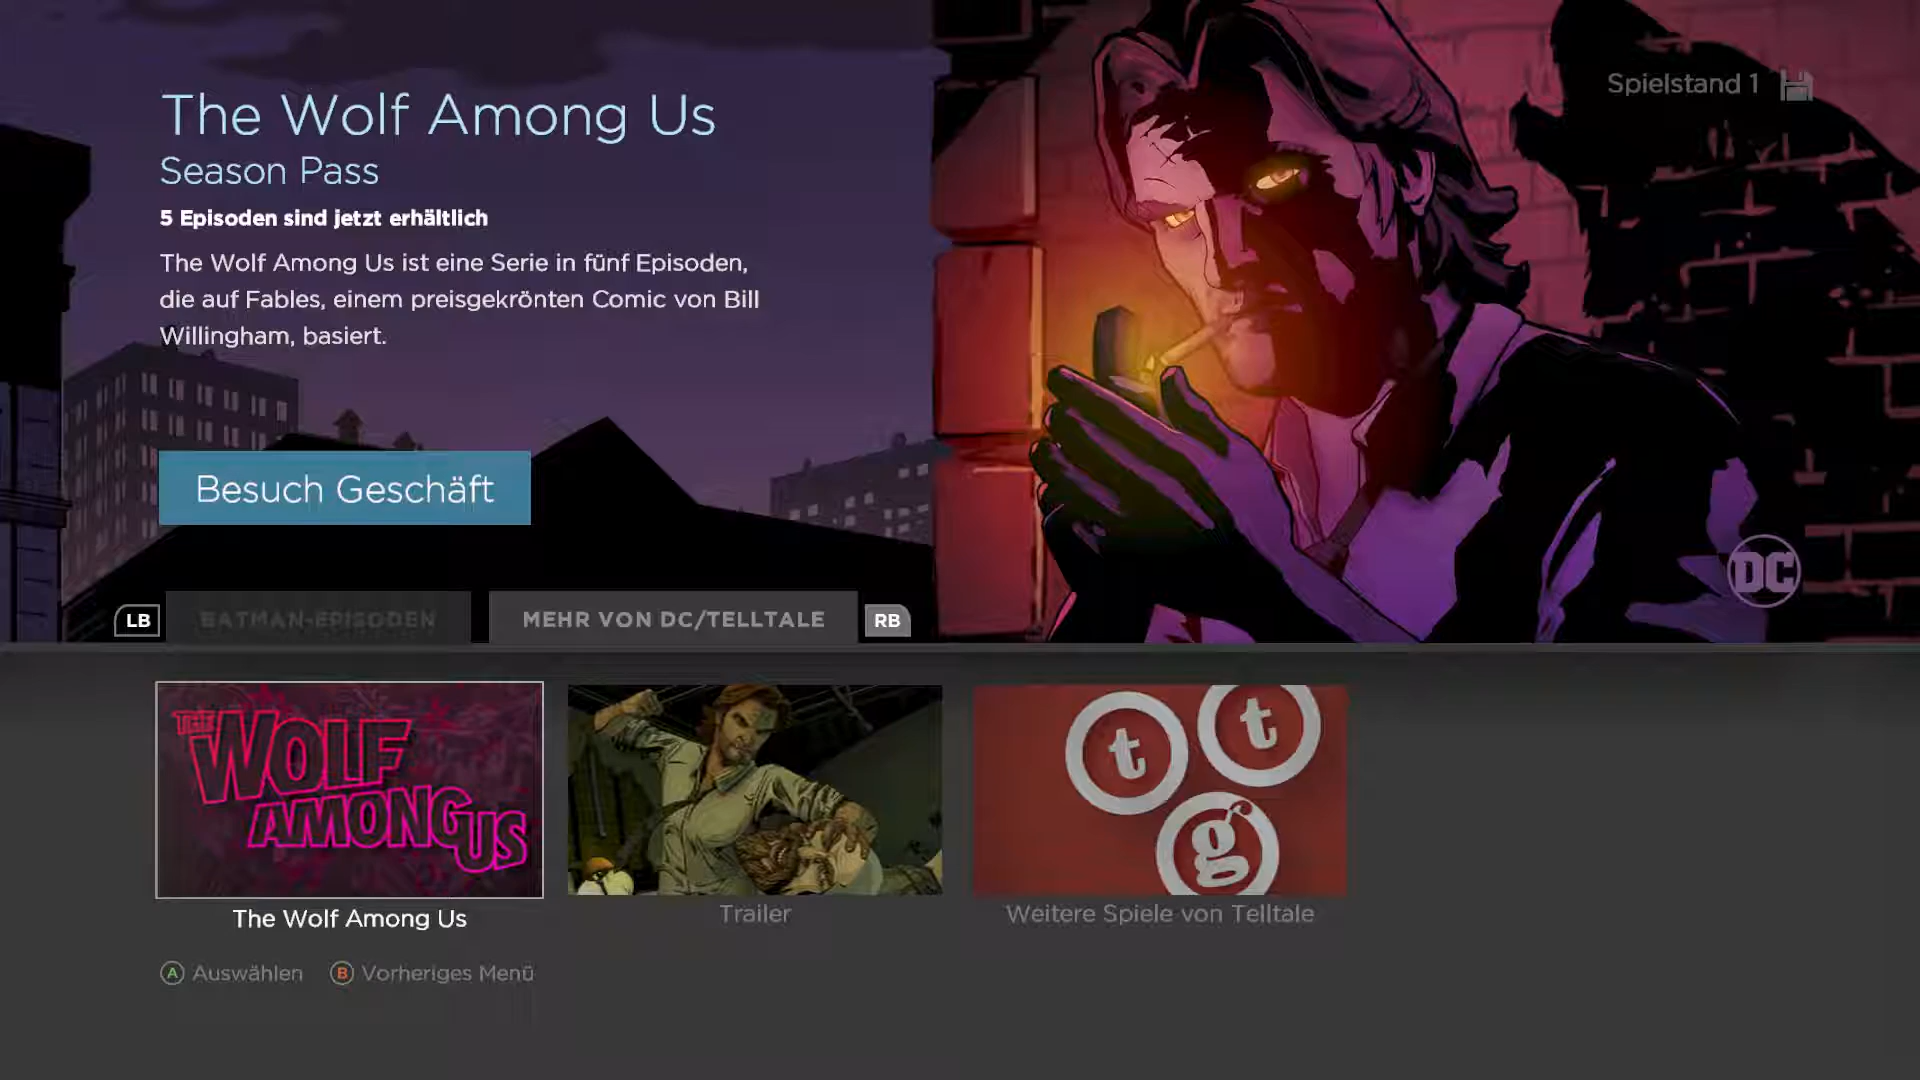 The Wolf Among Us
Season Pass
5 Episoden sind jetzt erhältlich
The Wolf Among Us ist eine Serie in fünf Episoden,
die auf Fables, einem preisgekrönten Comic von Bill
Willingham, basiert.
Spielstand 1
Besuch Geschäft
DC
LB
BATMAN-EPISODEN
MEHR VON DC/TELLTALE
RB
THE WOLF AMONG US
t t g
The Wolf Among Us
Trailer
Weitere Spiele von Telltale
A Auswählen
B Vorheriges Menü